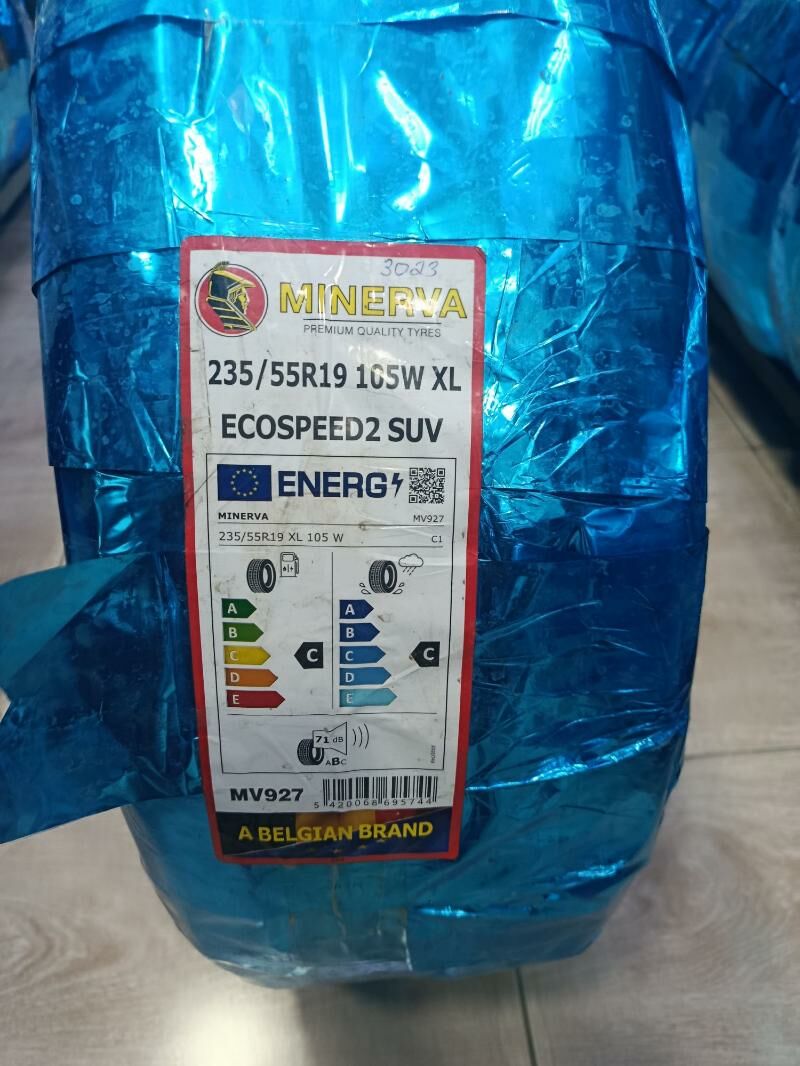 3023
MINERVA
PREMIUM QUALITY TYRES
235/55R19 105W XL
ECOSPEED2 SUV
ENERG
MINERVA MV927
235/55R19 XL 105 W C1
A A
B B
C C C C
D D
E E
71 dB
ABC
MV927
5 420068 695744
A BELGIAN BRAND